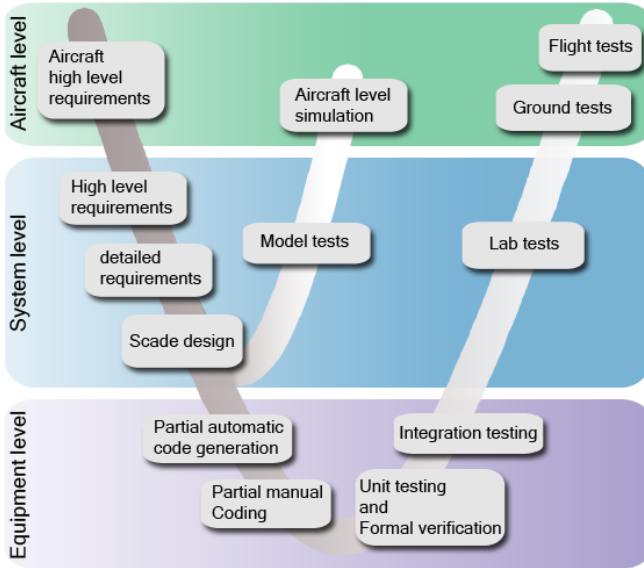 Aircraft level
Aircraft
high level
requirements
Aircraft level
simulation
Flight tests
Ground tests
System level
High level
requirements
detailed
requirements
Scade design
Model tests
Lab tests
Equipment level
Partial automatic
code generation
Partial manual
Coding
Integration testing
Unit testing
and
Formal verification